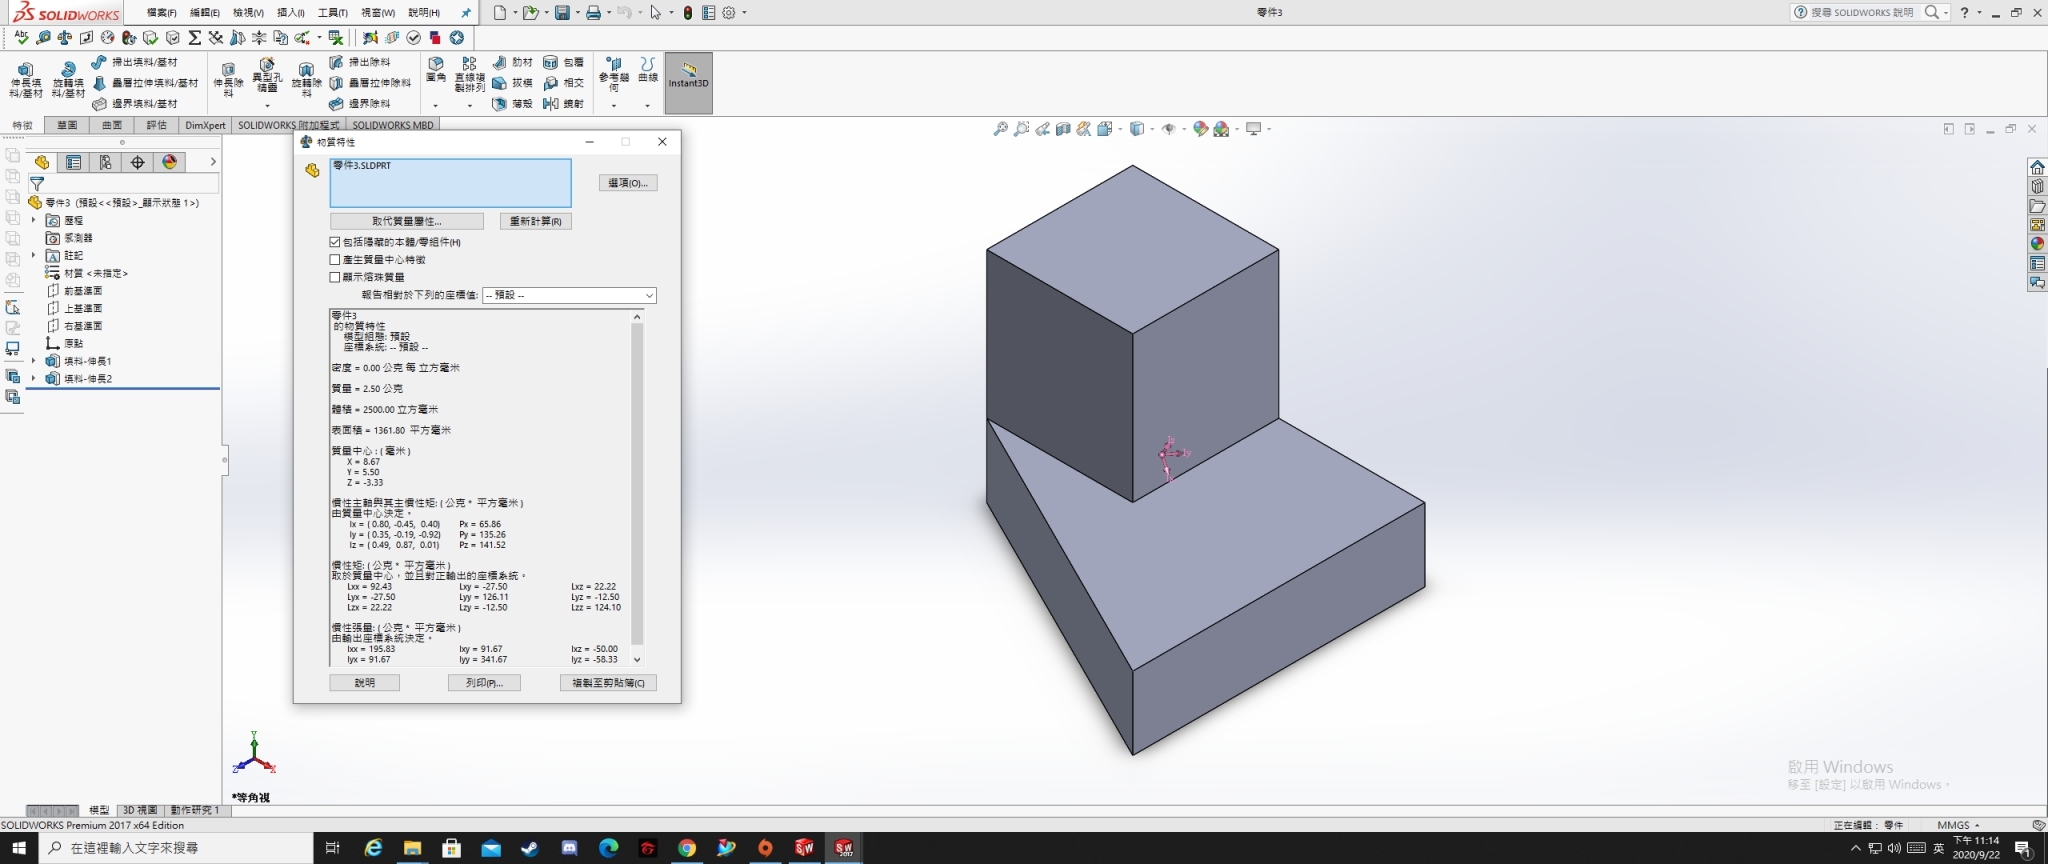 SOLIDWORKS 檔案(F) 編輯(E) 檢視(V) 插入(I) 工具(T) 視窗(W) 說明(H) 零件3 搜尋 SOLIDWORKS 說明
伸長填料/基材 旋轉填料/基材 掃出填料/基材 疊層拉伸填料/基材 邊界填料/基材 伸長除料 異型孔精靈 旋轉除料 掃出除料 疊層拉伸除料 邊界除料 圓角 直線複製排列 肋材 拔模 薄殼 包覆 相交 鏡射 參考幾何 曲線 Instant3D
特徵 草圖 曲面 評估 DimXpert SOLIDWORKS 附加程式 SOLIDWORKS MBD
零件3 (預設<<預設>_顯示狀態 1>)
歷程
感測器
註記
材質 <未指定>
前基準面
上基準面
右基準面
原點
填料-伸長1
填料-伸長2
物質特性
零件3.SLDPRT
選項(O)...
取代質量屬性... 重新計算(R)
包括隱藏的本體/零組件(H)
產生質量中心特徵
顯示熔珠質量
報告相對於下列的座標值: -- 預設 --
零件3
的物質特性
模型組態: 預設
座標系統: -- 預設 --
密度 = 0.00 公克 每 立方毫米
質量 = 2.50 公克
體積 = 2500.00 立方毫米
表面積 = 1361.80 平方毫米
質量中心 : ( 毫米 )
X = 8.67
Y = 5.50
Z = -3.33
慣性主軸與其主慣性矩: ( 公克 * 平方毫米 )
由質量中心決定。
Ix = ( 0.80, -0.45, 0.40) Px = 65.86
Iy = ( 0.35, -0.19, -0.92) Py = 135.26
Iz = ( 0.49, 0.87, 0.01) Pz = 141.52
慣性矩: ( 公克 * 平方毫米 )
取於質量中心，並且對正輸出的座標系統。
Lxx = 92.43 Lxy = -27.50 Lxz = 22.22
Lyx = -27.50 Lyy = 126.11 Lyz = -12.50
Lzx = 22.22 Lzy = -12.50 Lzz = 124.10
慣性張量: ( 公克 * 平方毫米 )
由輸出座標系統決定。
Ixx = 195.83 Ixy = 91.67 Ixz = -50.00
Iyx = 91.67 Iyy = 341.67 Iyz = -58.33
說明 列印(P)... 複製至剪貼簿(C)
Y
Z X
*等角視
啟用 Windows
移至 [設定] 以啟用 Windows。
模型 3D 視圖 動作研究 1
SOLIDWORKS Premium 2017 x64 Edition 正在編輯： 零件 MMGS
在這裡輸入文字來搜尋 英 下午 11:14
2020/9/22